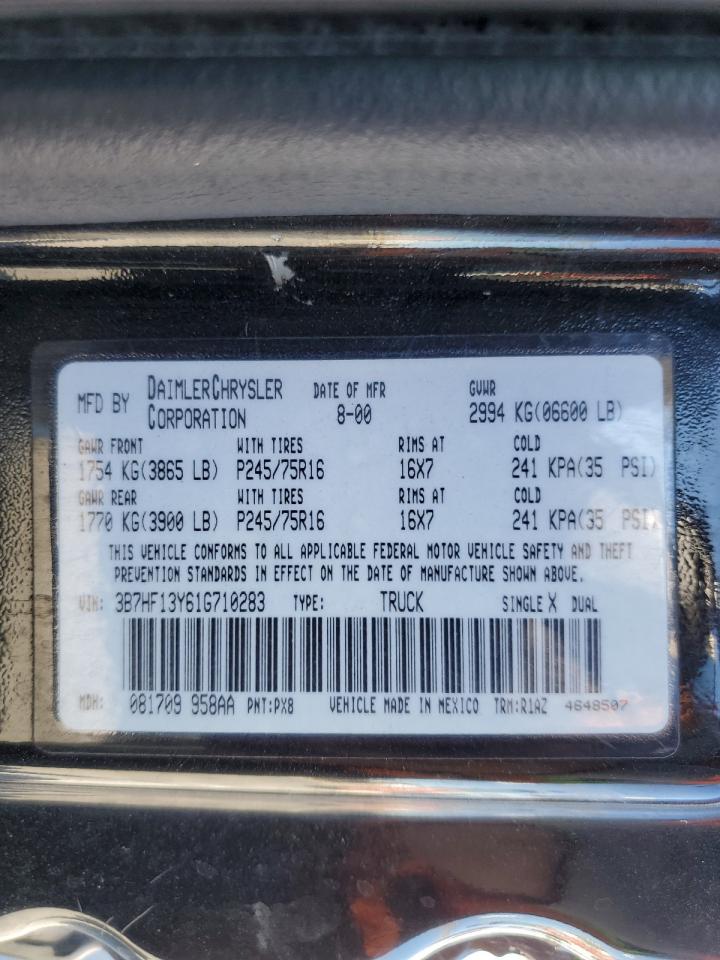 MFD BY DAIMLERCHRYSLER CORPORATION DATE OF MFR 8-00 GVWR 2994 KG(06600 LB)
GAWR FRONT WITH TIRES RIMS AT COLD
1754 KG(3865 LB) P245/75R16 16X7 241 KPA(35 PSI)
GAWR REAR WITH TIRES RIMS AT COLD
1770 KG(3900 LB) P245/75R16 16X7 241 KPA(35 PSI)
THIS VEHICLE CONFORMS TO ALL APPLICABLE FEDERAL MOTOR VEHICLE SAFETY AND THEFT
PREVENTION STANDARDS IN EFFECT ON THE DATE OF MANUFACTURE SHOWN ABOVE.
VIN: 3B7HF13Y61G710283 TYPE: TRUCK SINGLE X DUAL
MDH: 081709 958AA PNT:PX8 VEHICLE MADE IN MEXICO TRM:R1AZ 4648507